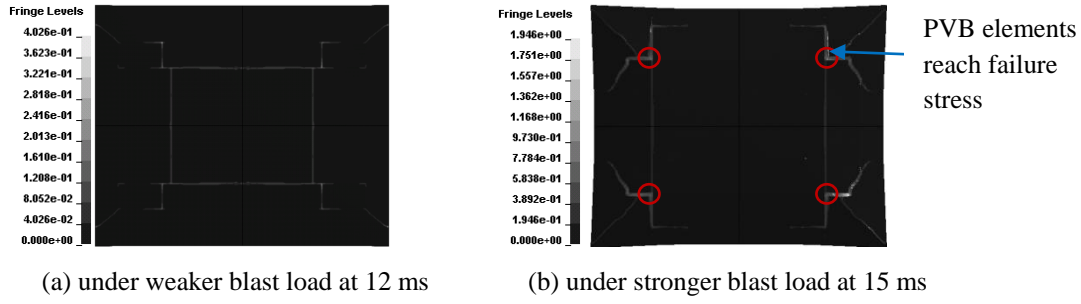 Fringe Levels
4.026e-01
3.623e-01
3.221e-01
2.818e-01
2.416e-01
2.013e-01
1.610e-01
1.208e-01
8.052e-02
4.026e-02
0.000e+00
Fringe Levels
1.946e+00
1.751e+00
1.557e+00
1.362e+00
1.168e+00
9.730e-01
7.784e-01
5.838e-01
3.892e-01
1.946e-01
0.000e+00
PVB elements
reach failure
stress
(a) under weaker blast load at 12 ms
(b) under stronger blast load at 15 ms